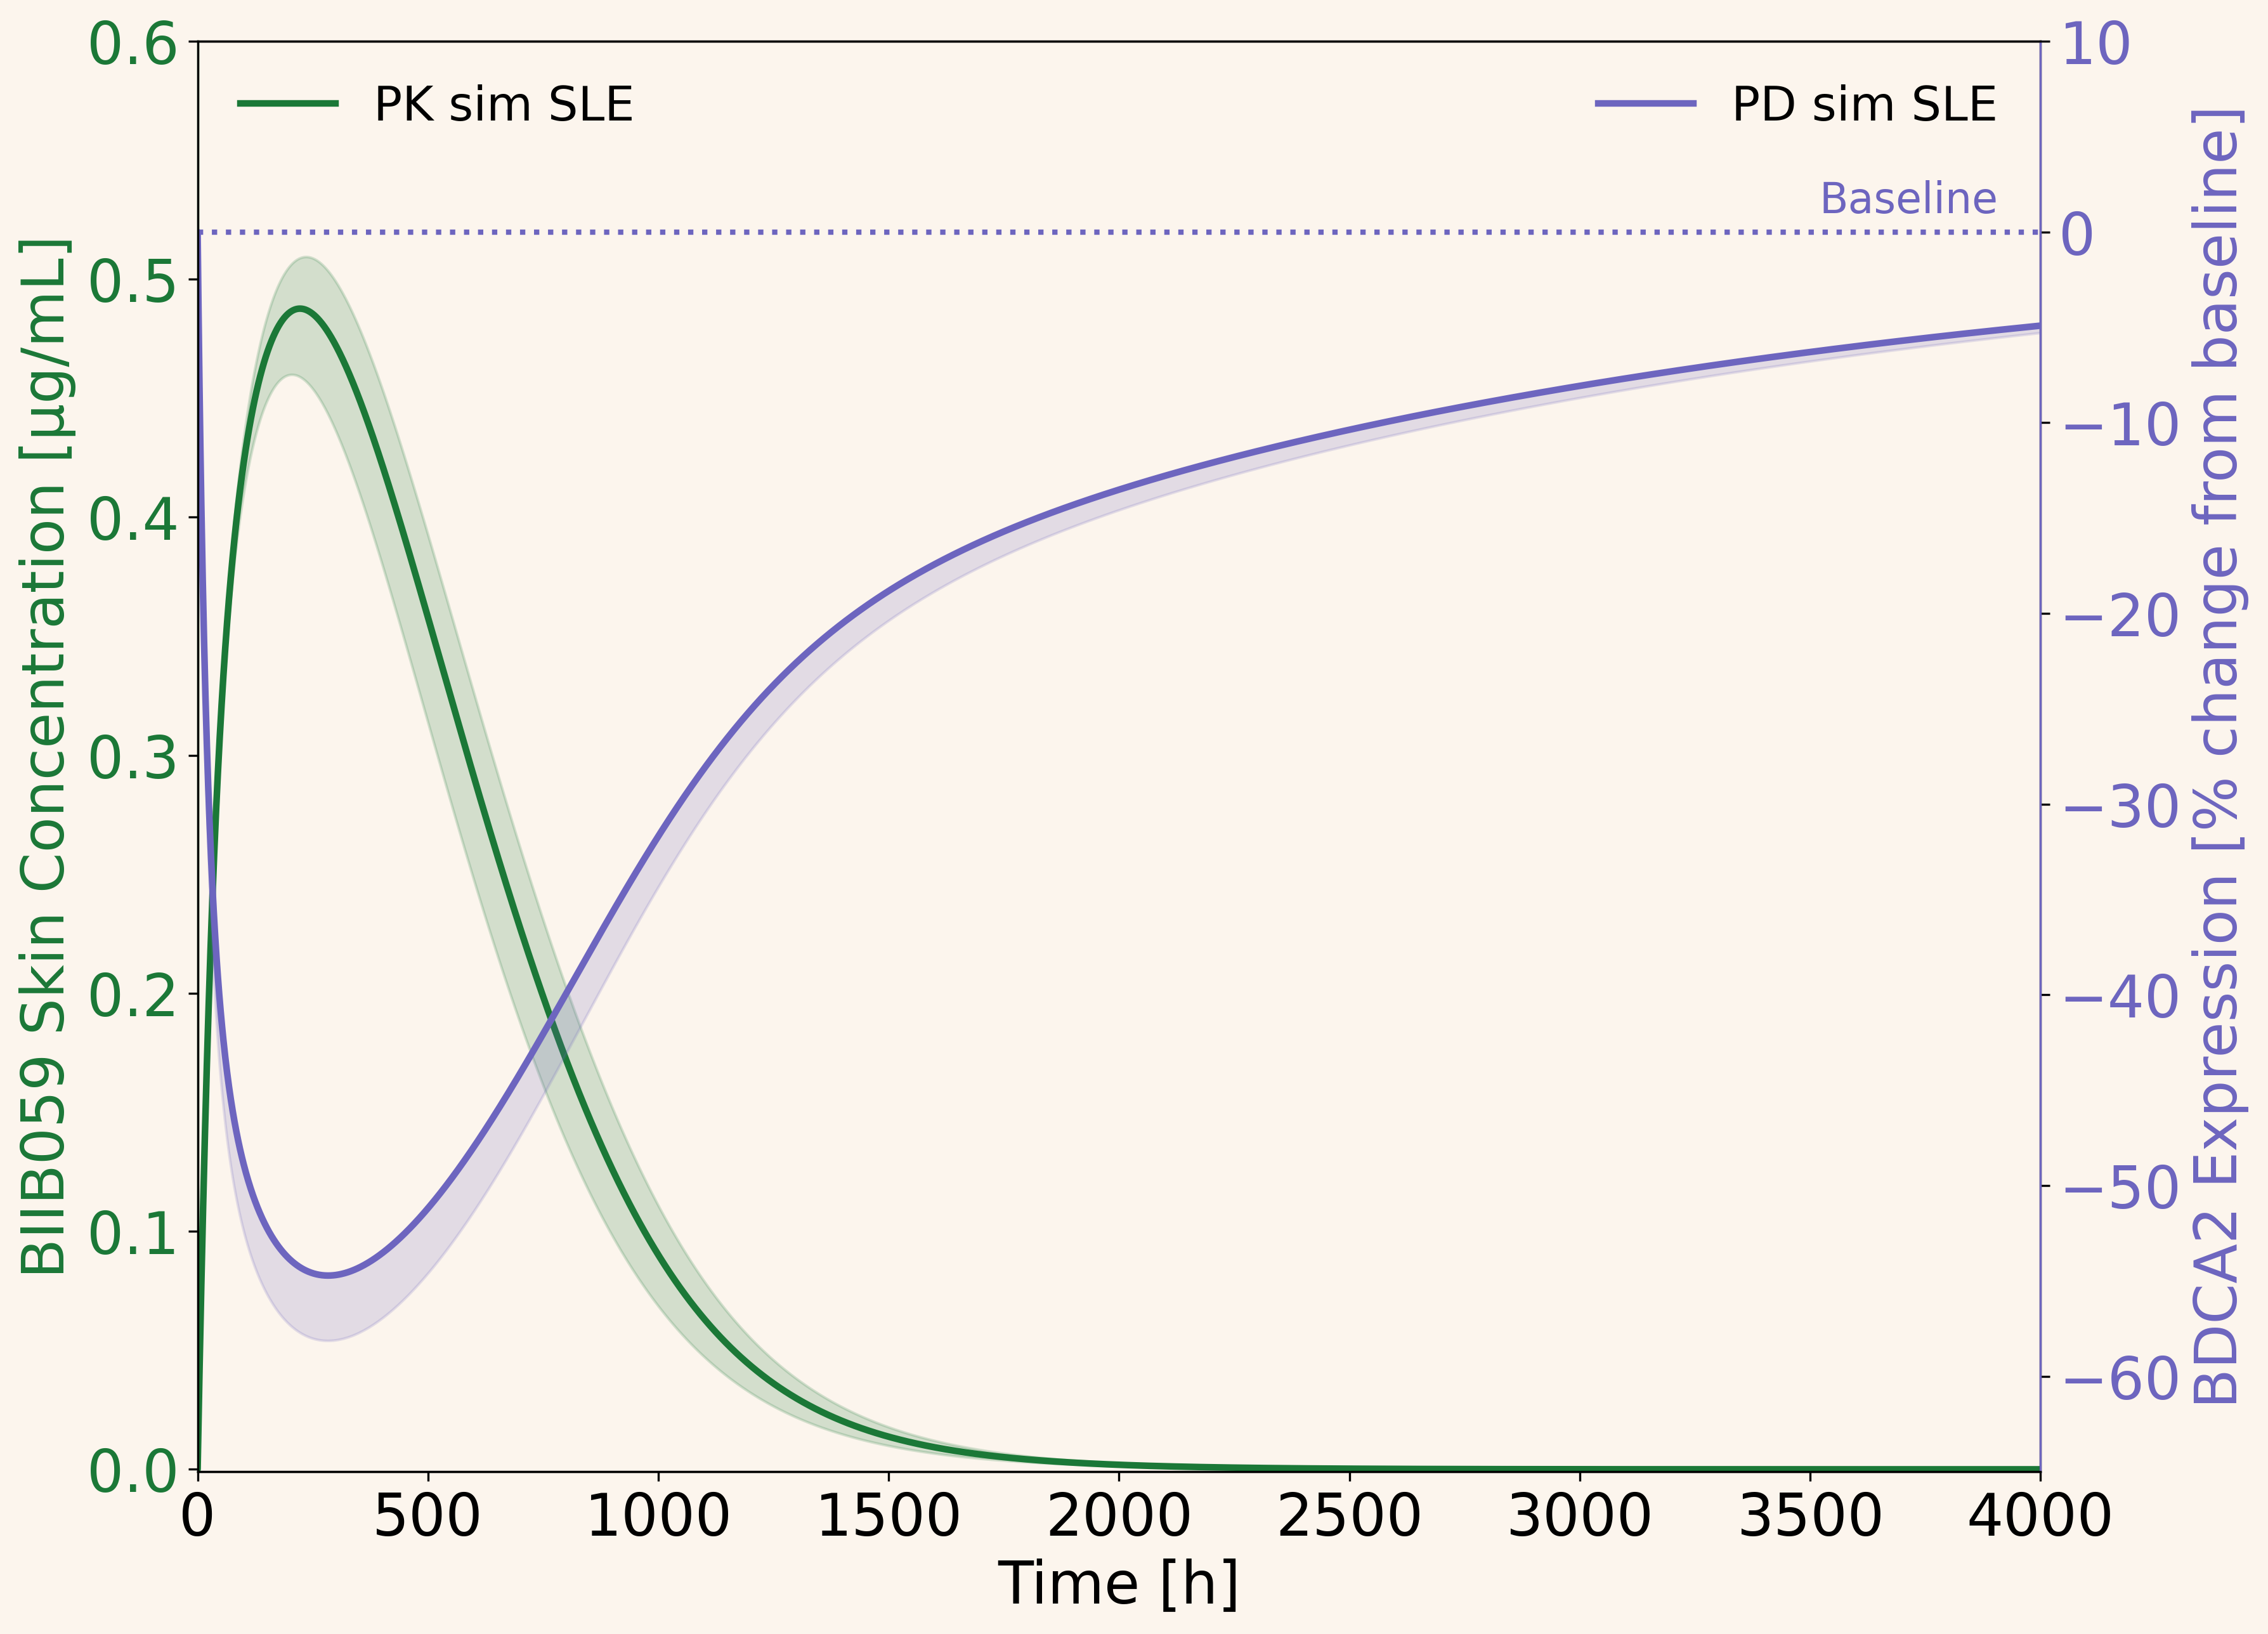 BIIB059 Skin Concentration [µg/mL]
0.6
0.5
0.4
0.3
0.2
0.1
0.0
PK sim SLE
PD sim SLE
Baseline
10
0
−10
−20
−30
−40
−50
−60
BDCA2 Expression [% change from baseline]
0 500 1000 1500 2000 2500 3000 3500 4000
Time [h]